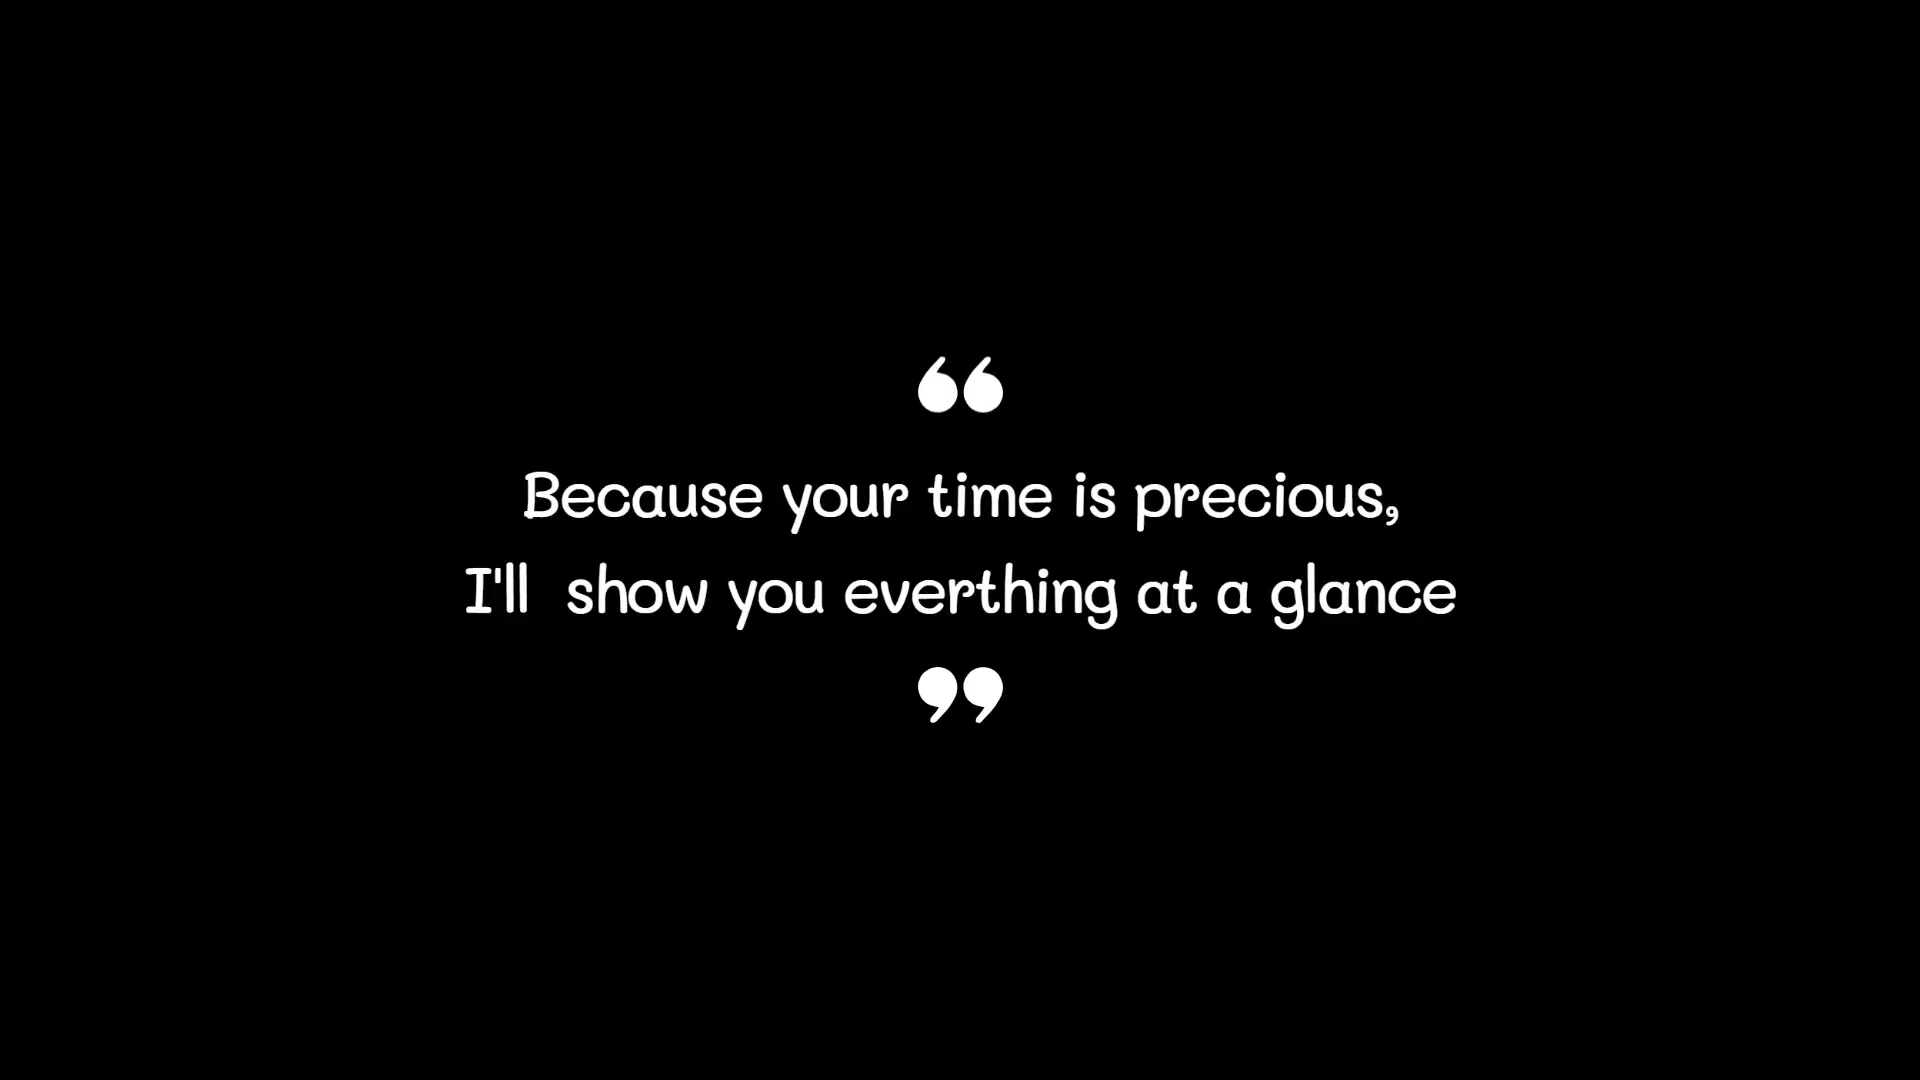 “
Because your time is precious,
I'll  show you everthing at a glance
”